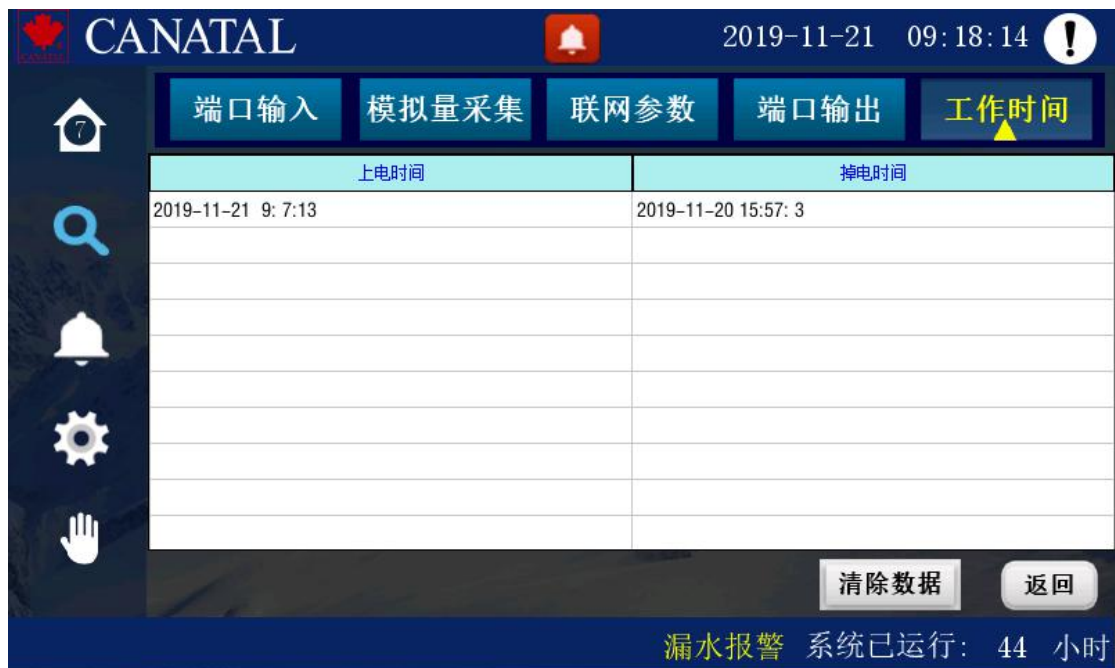 CANATAL 2019-11-21 09:18:14
CANATAL
端口输入 模拟量采集 联网参数 端口输出 工作时间
7
上电时间 掉电时间
2019-11-21 9: 7:13 2019-11-20 15:57: 3
清除数据 返回
漏水报警 系统已运行: 44 小时